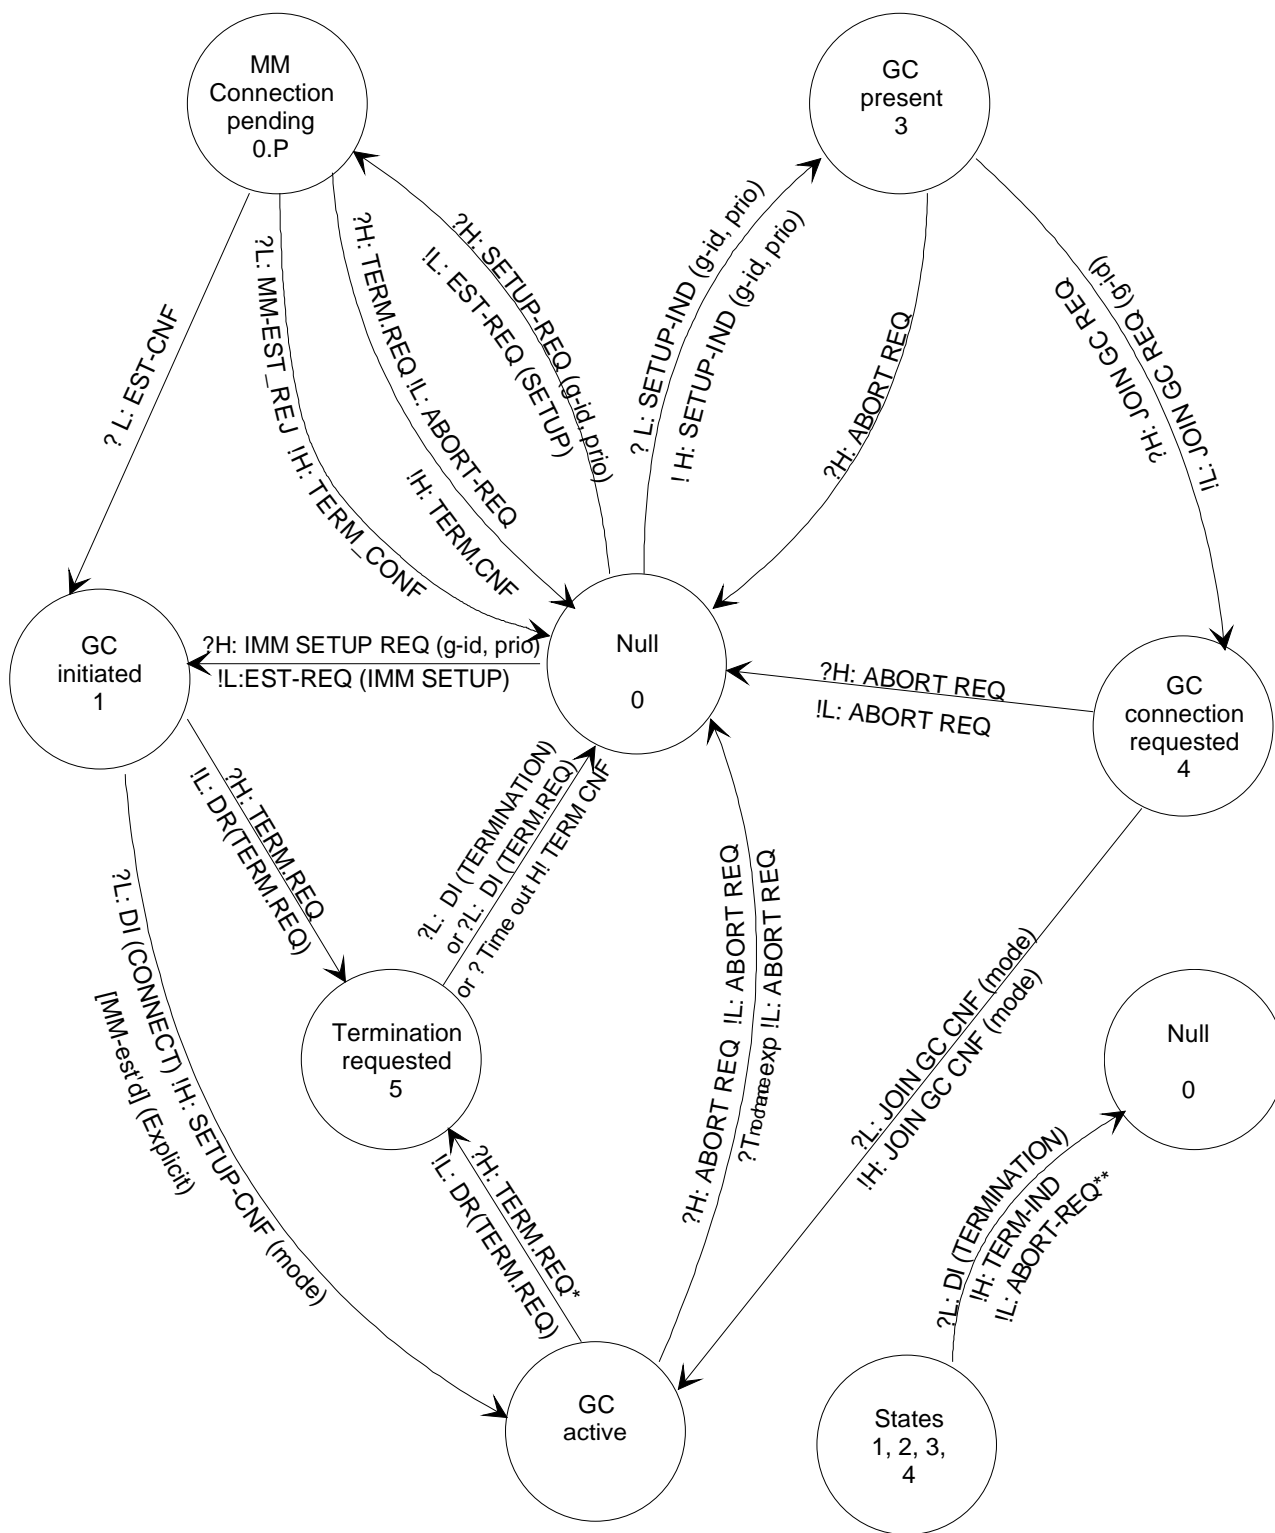 MM
Connection
pending
0.P
GC
present
3
?L: EST-CNF
?L: MM-EST_REJ !H: TERM_CONF
?H: TERM.REQ !L: ABORT-REQ
!H: TERM.CNF
?H: SETUP-REQ (g-id, prio)
!L: EST-REQ (SETUP)
? L: SETUP-IND (g-id, prio)
! H: SETUP-IND (g-id, prio)
?H: ABORT REQ
!L: JOIN GC REQ (g-id)
?H: JOIN GC REQ
GC
initiated
1
?H: IMM SETUP REQ (g-id, prio)
!L:EST-REQ (IMM SETUP)
Null
0
?H: ABORT REQ
!L: ABORT REQ
GC
connection
requested
4
?H: TERM.REQ
!L: DR(TERM.REQ)
?L: DI (TERMINATION)
or ?L: DI (TERM.REQ)
or ? Time out H! TERM CNF
?L: DI (CONNECT) !H: SETUP-CNF (mode)
[MM-est'd] (Explicit)
Termination
requested
5
?H: ABORT REQ !L: ABORT REQ
exp !L: ABORT REQ
?L: JOIN GC CNF (mode)
!H: JOIN GC CNF (mode)
Null
0
?H: TERM.REQ*
!L: DR(TERM.REQ)
?L: DI (TERMINATION)
!H: TERM-IND
!L: ABORT-REQ**
GC
active
States
1, 2, 3,
4